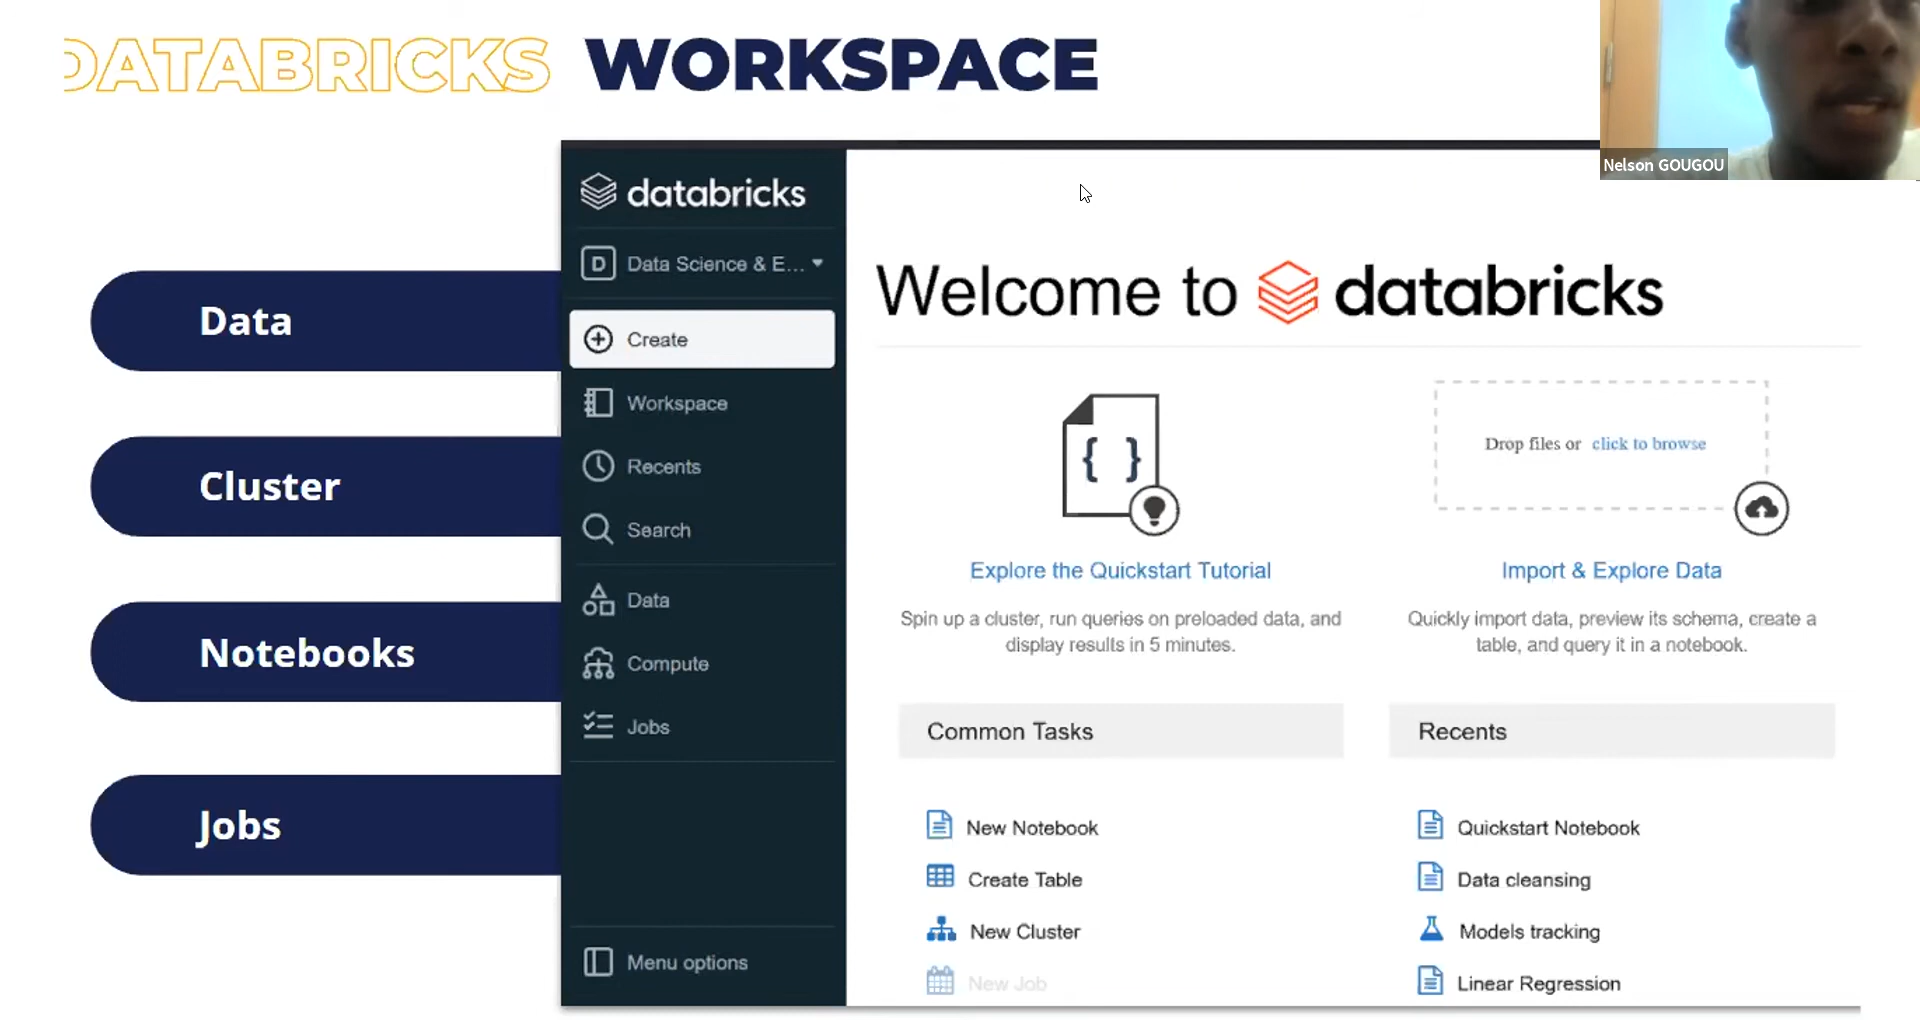 DATABRICKS WORKSPACE
Nelson GOUGOU
Data
Cluster
Notebooks
Jobs
databricks
D Data Science & E...
Create
Workspace
Recents
Search
Data
Compute
Jobs
Menu options
Welcome to databricks
{ }
Explore the Quickstart Tutorial
Spin up a cluster, run queries on preloaded data, and
display results in 5 minutes.
Drop files or click to browse
Import & Explore Data
Quickly import data, preview its schema, create a
table, and query it in a notebook.
Common Tasks
New Notebook
Create Table
New Cluster
New Job
Recents
Quickstart Notebook
Data cleansing
Models tracking
Linear Regression